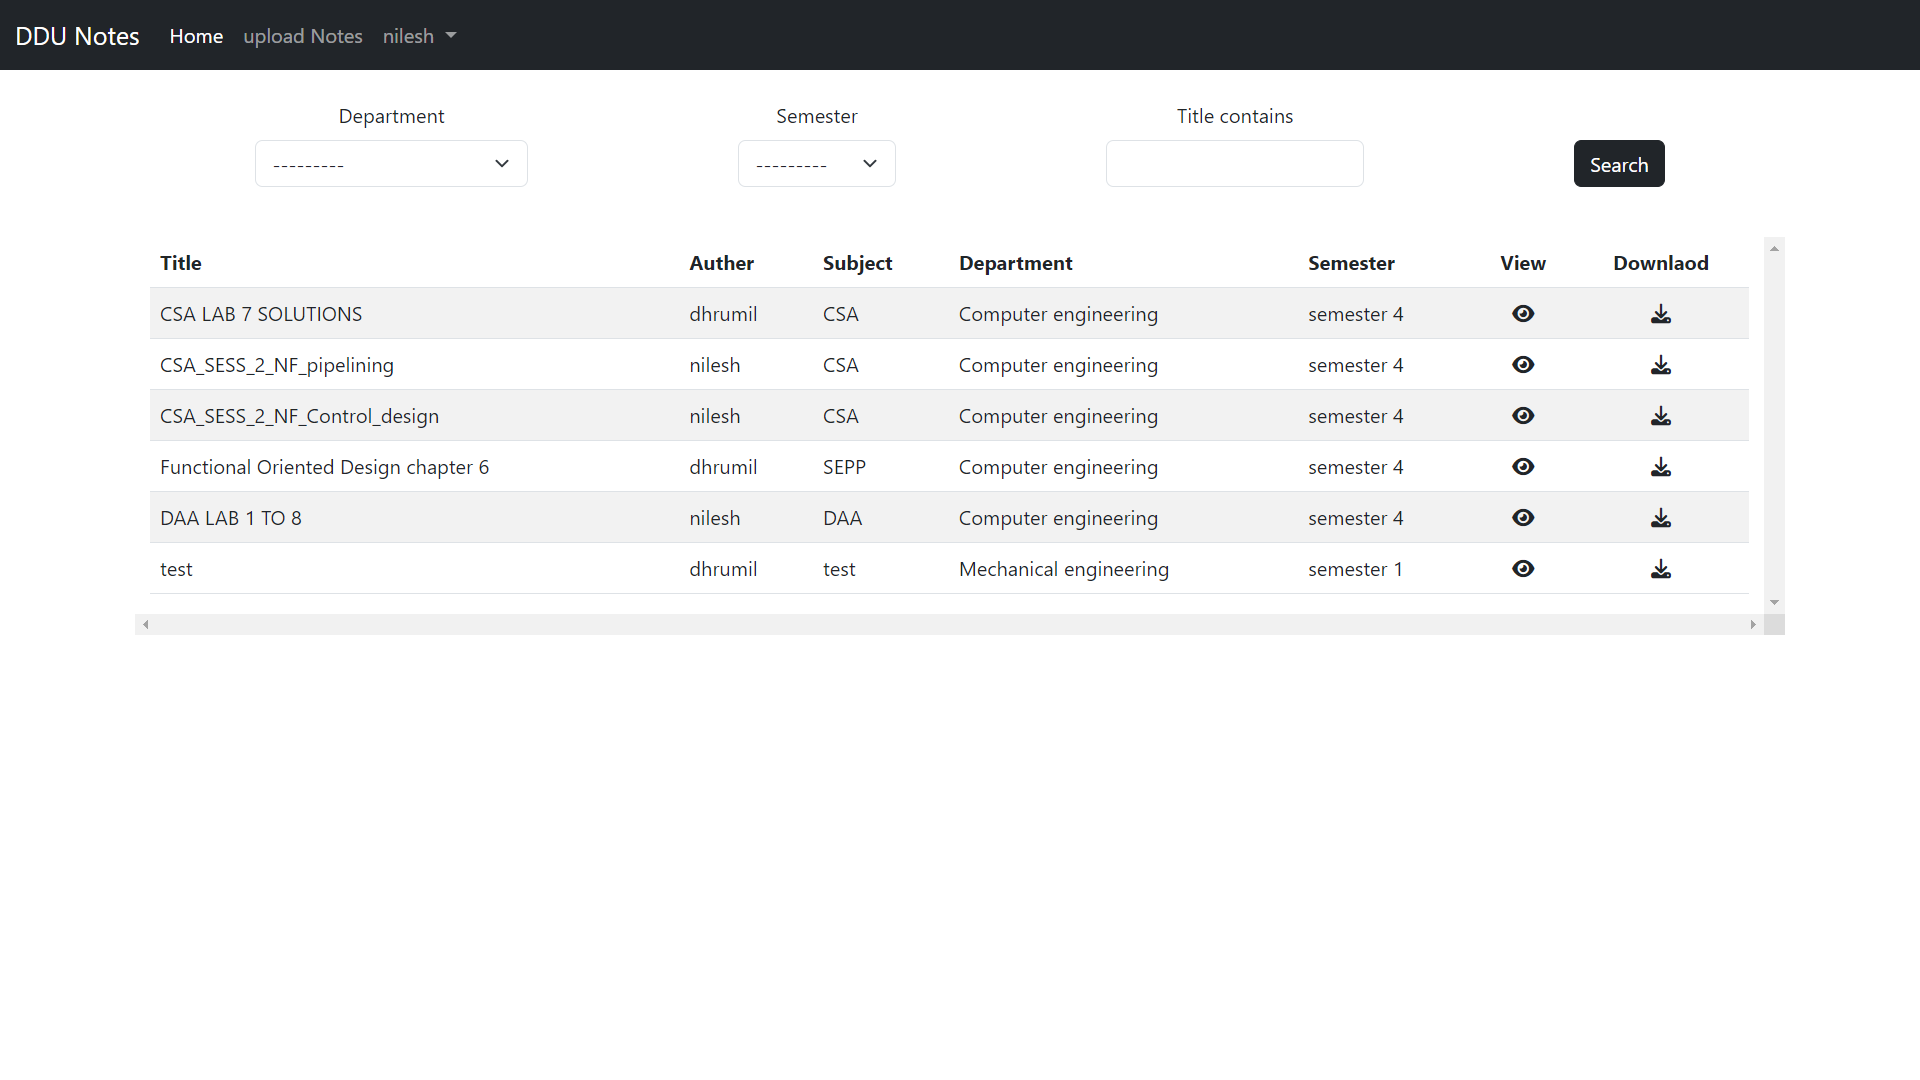 DDU Notes Home upload Notes nilesh
Department Semester Title contains
--------- --------- Search
Title Auther Subject Department Semester View Downlaod
CSA LAB 7 SOLUTIONS dhrumil CSA Computer engineering semester 4
CSA_SESS_2_NF_pipelining nilesh CSA Computer engineering semester 4
CSA_SESS_2_NF_Control_design nilesh CSA Computer engineering semester 4
Functional Oriented Design chapter 6 dhrumil SEPP Computer engineering semester 4
DAA LAB 1 TO 8 nilesh DAA Computer engineering semester 4
test dhrumil test Mechanical engineering semester 1